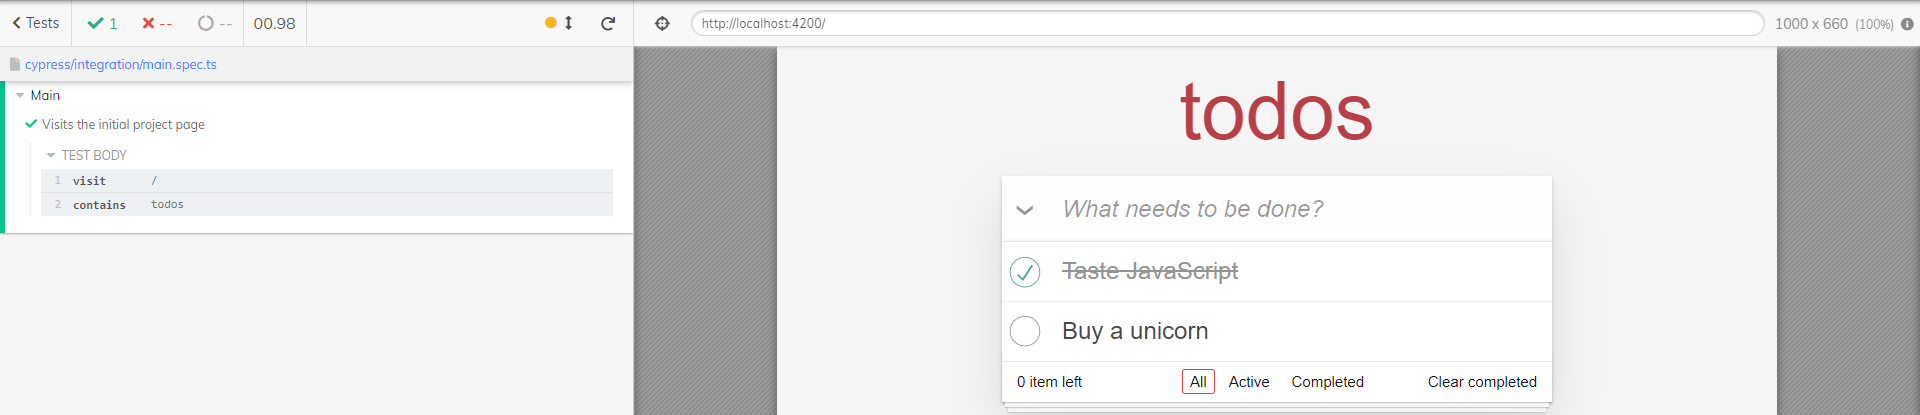 Tests 1 -- -- 00.98
http://localhost:4200/ 1000 x 660 (100%)
cypress/integration/main.spec.ts
Main
Visits the initial project page
TEST BODY
1 visit /
2 contains todos
todos
What needs to be done?
Taste JavaScript
Buy a unicorn
0 item left All Active Completed Clear completed